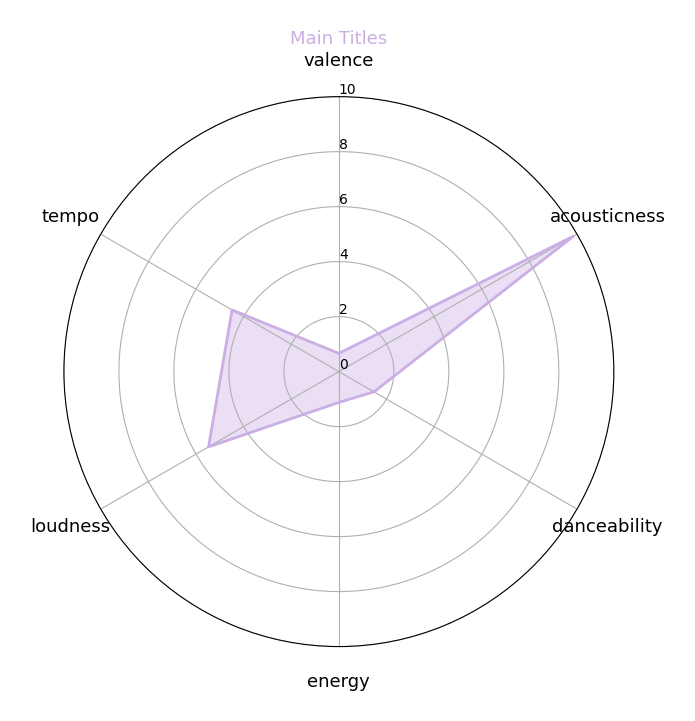 Main Titles
valence
10
8
tempo
6
acousticness
4
2
0
loudness
danceability
energy